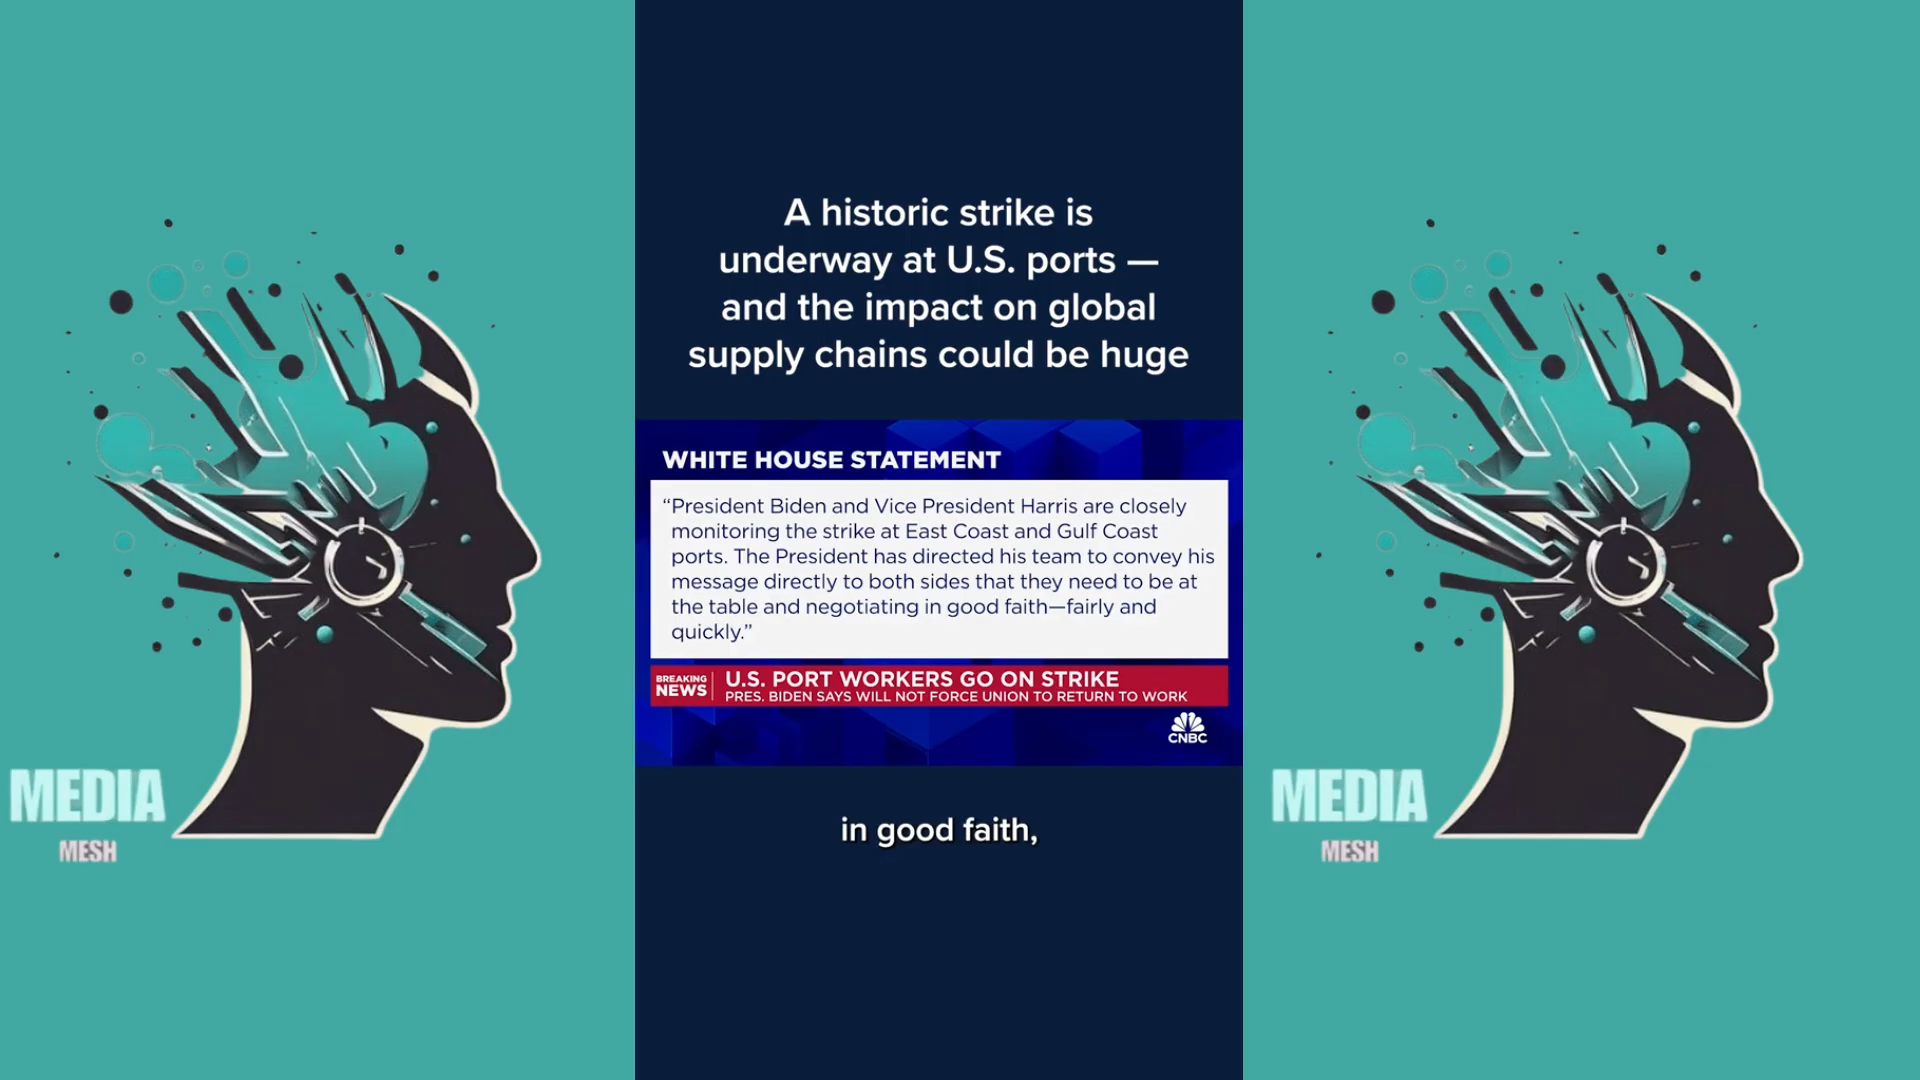 A historic strike is
underway at U.S. ports —
and the impact on global
supply chains could be huge
WHITE HOUSE STATEMENT
“President Biden and Vice President Harris are closely
monitoring the strike at East Coast and Gulf Coast
ports. The President has directed his team to convey his
message directly to both sides that they need to be at
the table and negotiating in good faith—fairly and
quickly.”
BREAKING
NEWS
U.S. PORT WORKERS GO ON STRIKE
PRES. BIDEN SAYS WILL NOT FORCE UNION TO RETURN TO WORK
CNBC
in good faith,
MEDIA
MESH
MEDIA
MESH